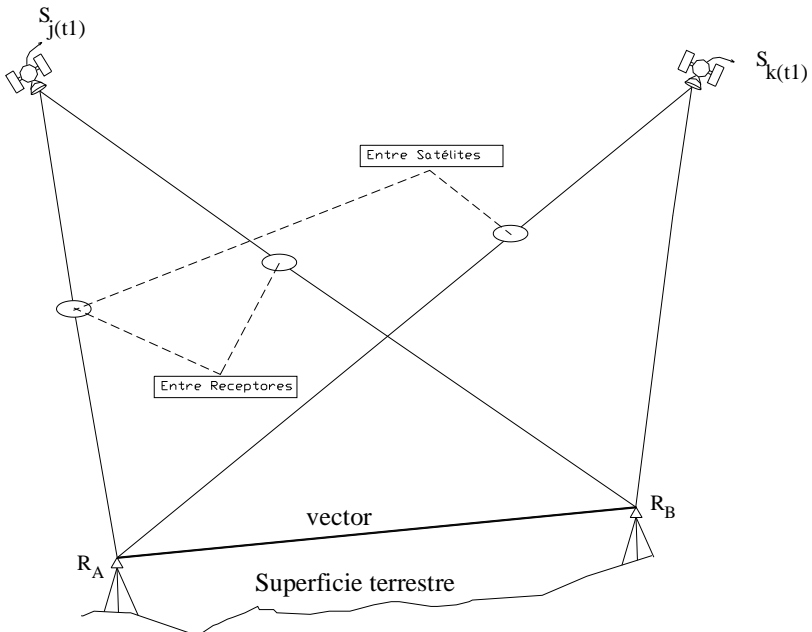 S j(t1)
S k(t1)
Entre Satélites
Entre Receptores
vector
R B
R A
Superficie terrestre